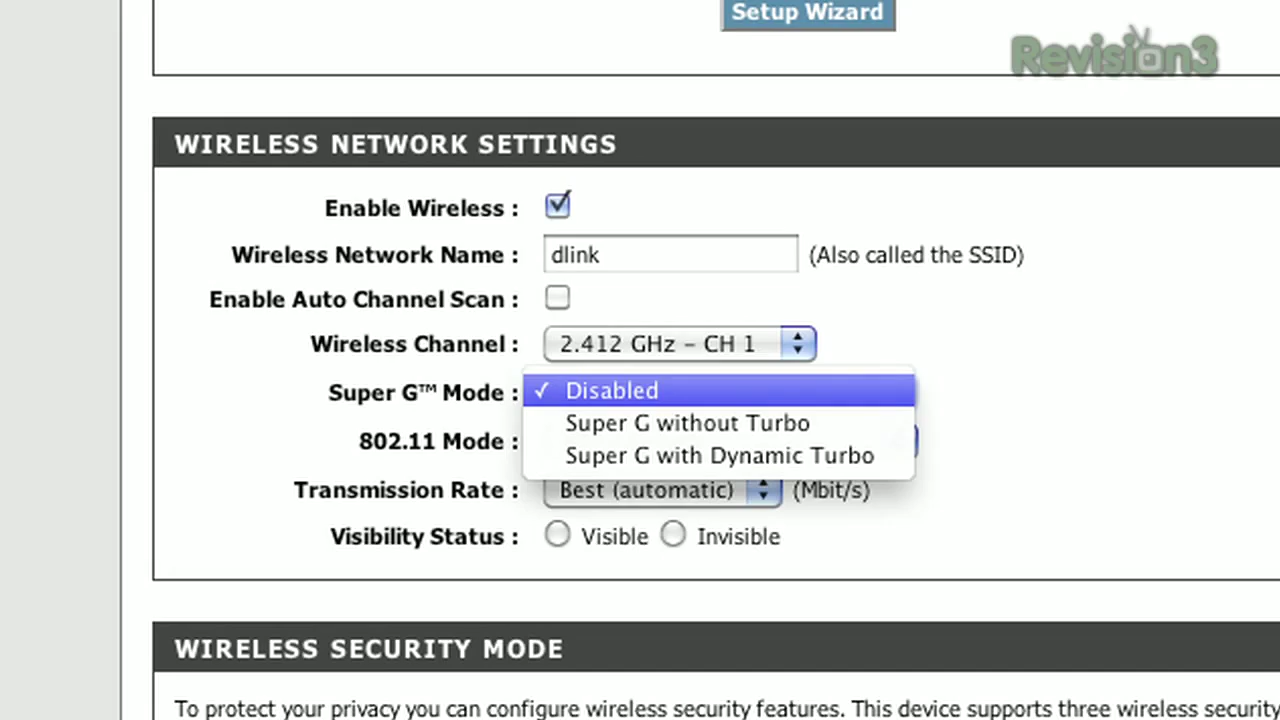 Setup Wizard
Revision3
WIRELESS NETWORK SETTINGS
Enable Wireless :
Wireless Network Name : dlink (Also called the SSID)
Enable Auto Channel Scan :
Wireless Channel : 2.412 GHz – CH 1
Super G™ Mode : ✓ Disabled
Super G without Turbo
802.11 Mode :
Super G with Dynamic Turbo
Transmission Rate : Best (automatic) (Mbit/s)
Visibility Status : Visible Invisible
WIRELESS SECURITY MODE
To protect your privacy you can configure wireless security features. This device supports three wireless security